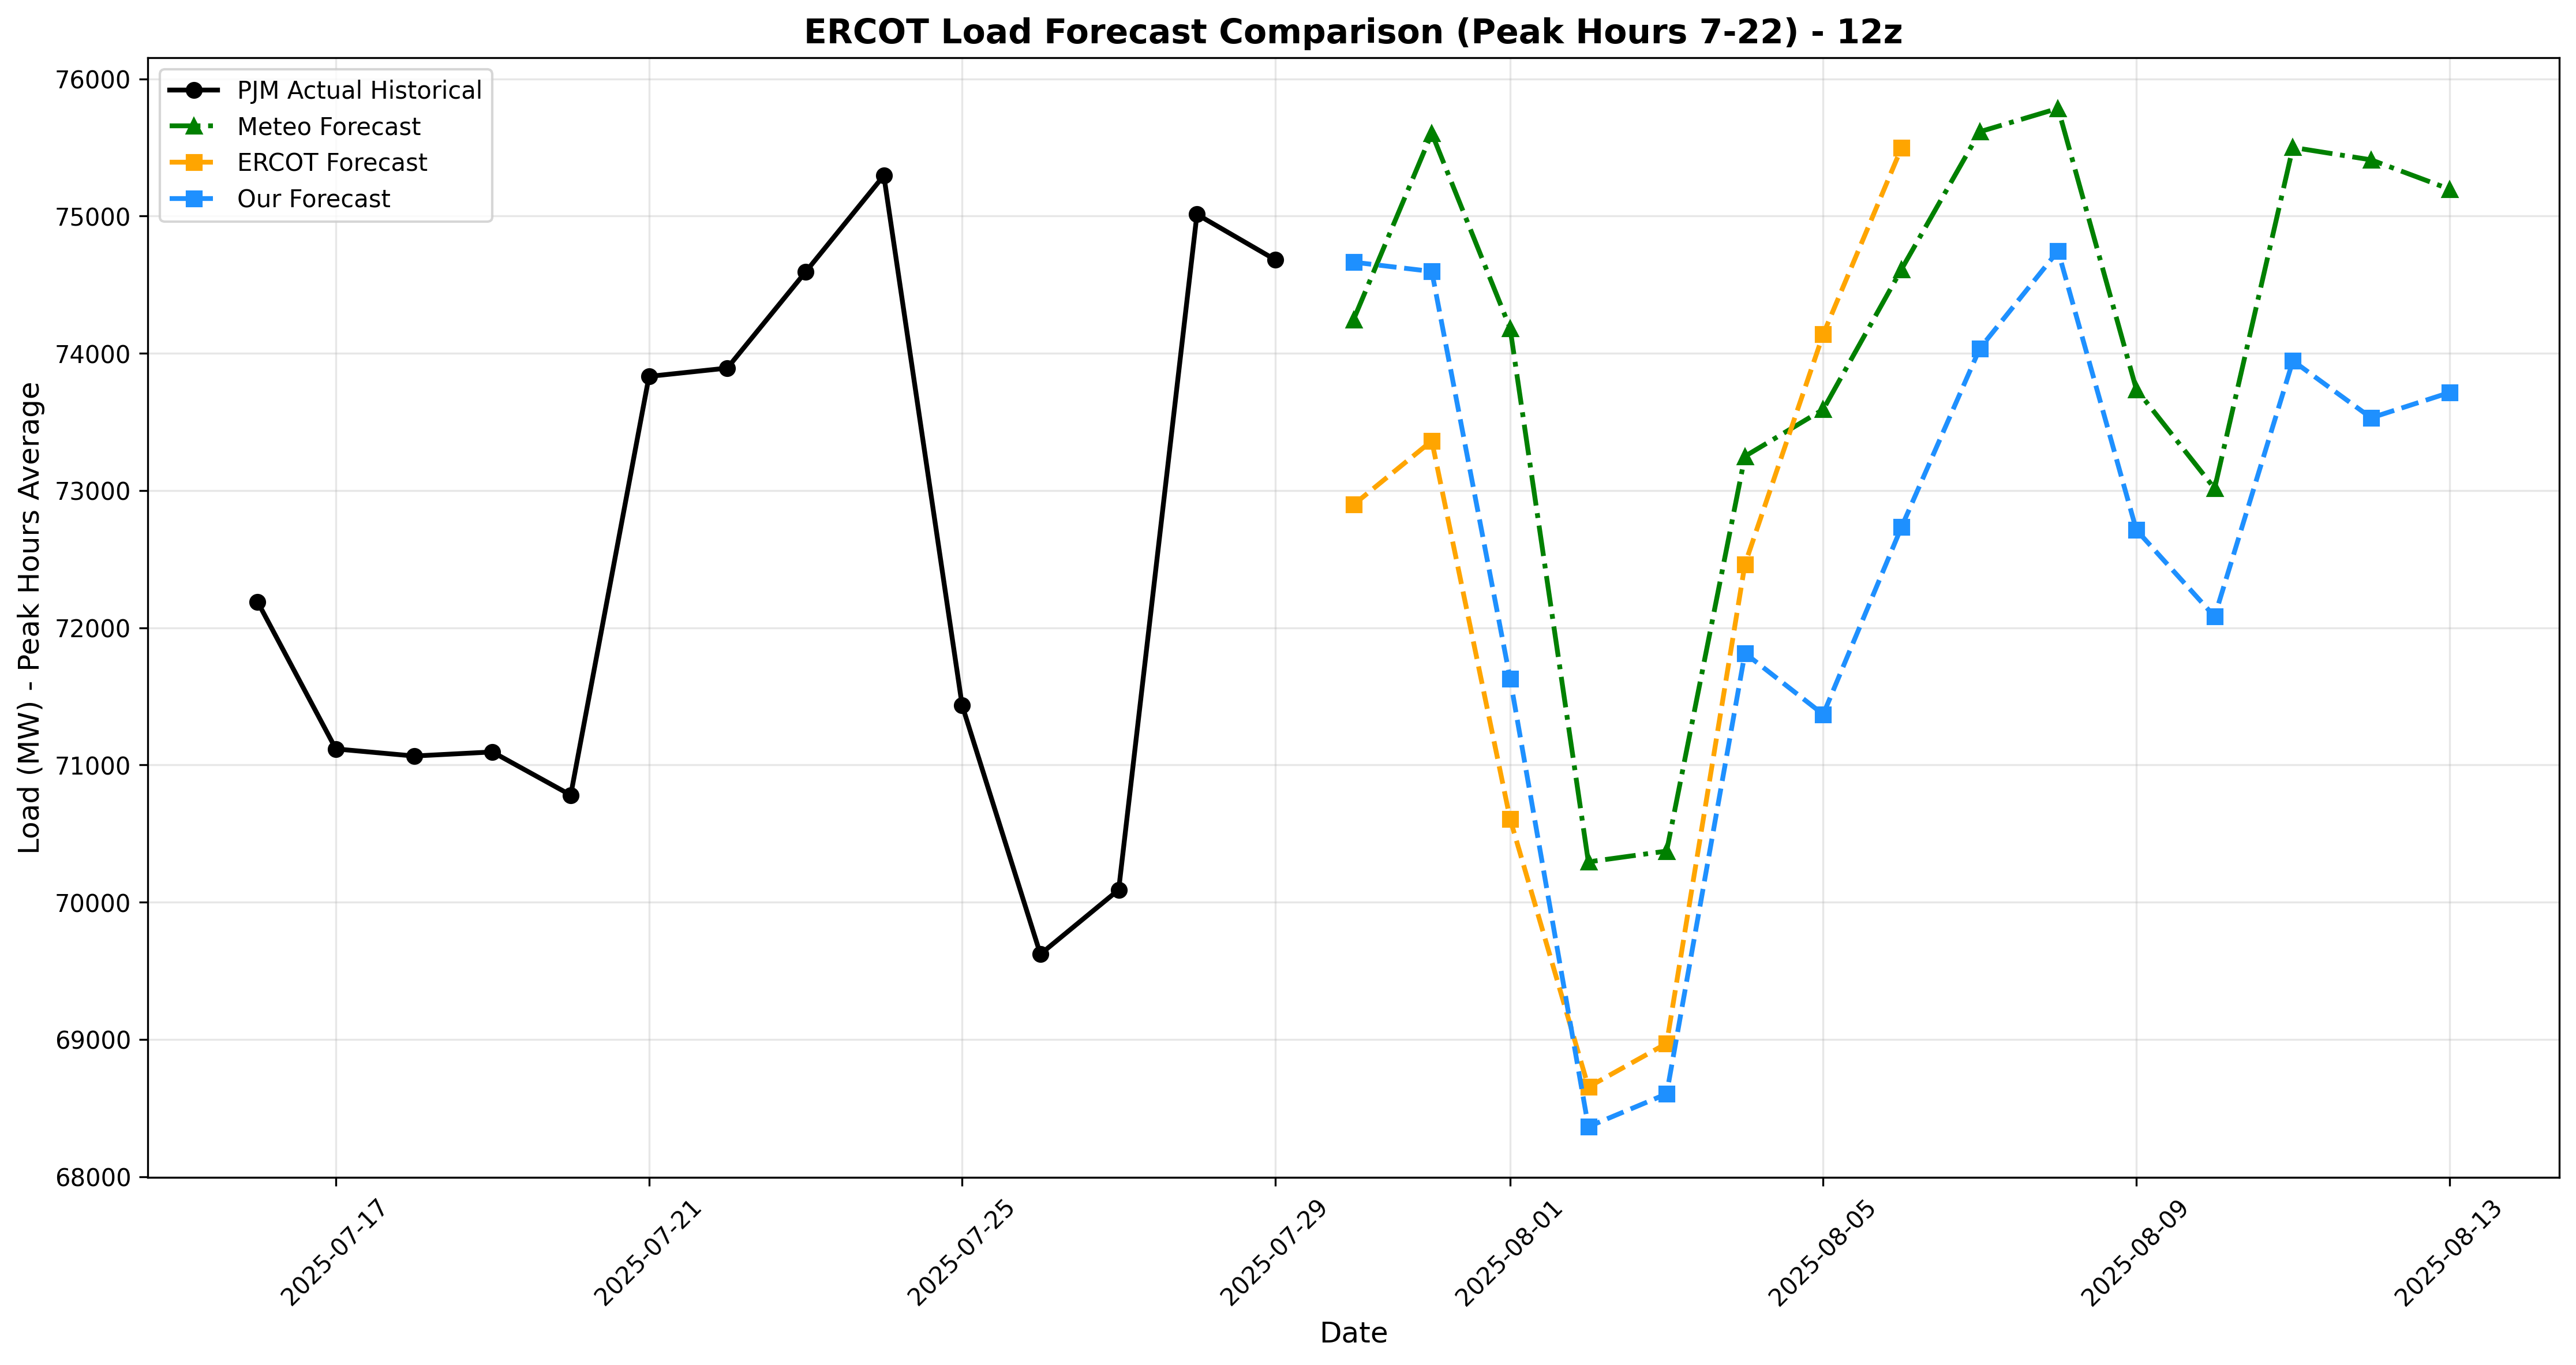 ERCOT Load Forecast Comparison (Peak Hours 7-22) - 12z
PJM Actual Historical
Meteo Forecast
ERCOT Forecast
Our Forecast
Load (MW) - Peak Hours Average
76000
75000
74000
73000
72000
71000
70000
69000
68000
2025-07-17
2025-07-21
2025-07-25
2025-07-29
2025-08-01
2025-08-05
2025-08-09
2025-08-13
Date